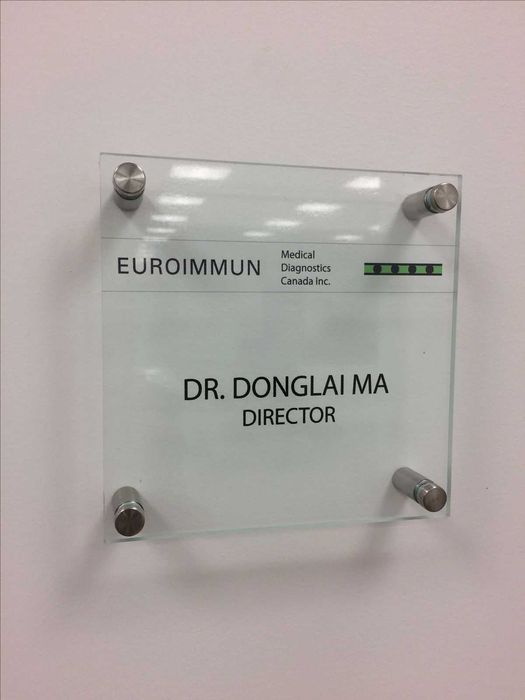 EUROIMMUN
Medical
Diagnostics
Canada Inc.
DR. DONGLAI MA
DIRECTOR